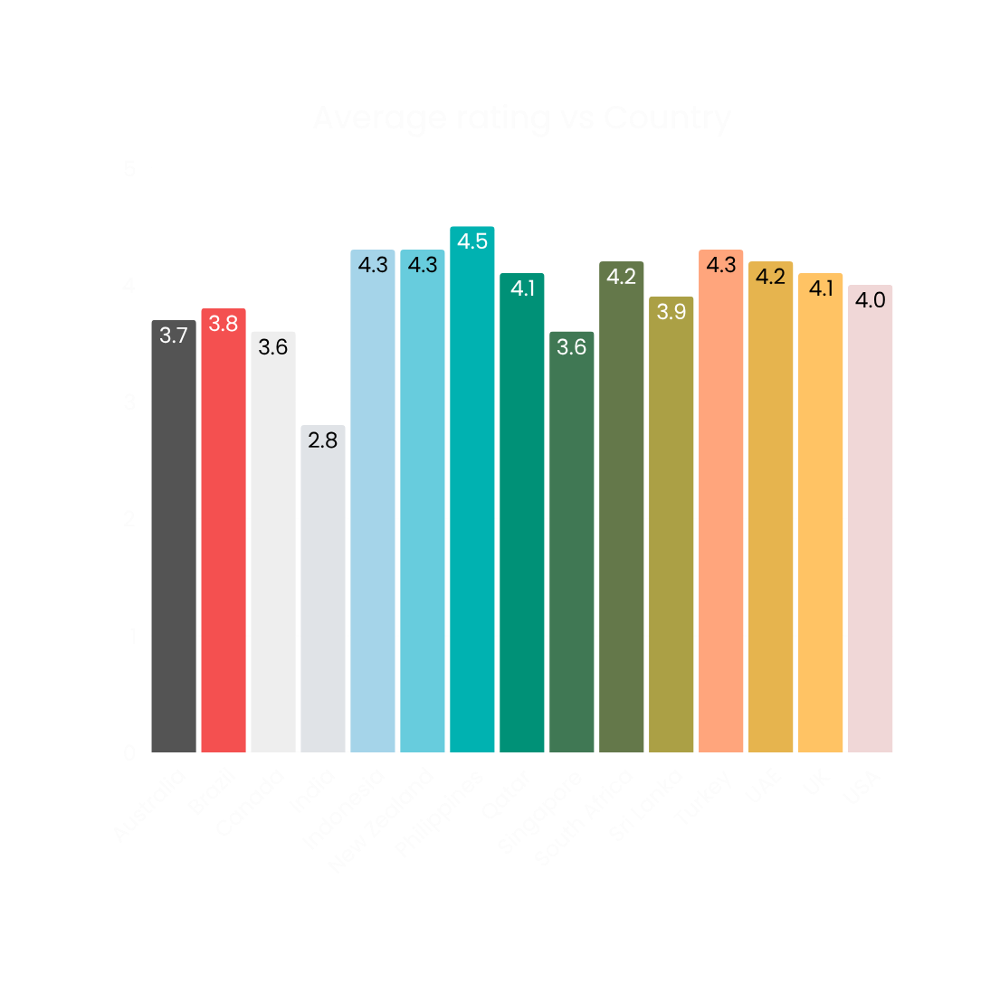 Average rating vs Country
5
4
3
2
1
0
3.7
3.8
3.6
2.8
4.3
4.3
4.5
4.1
3.6
4.2
3.9
4.3
4.2
4.1
4.0
Australia
Brazil
Canada
India
Indonesia
New Zealand
Philippines
Qatar
Singapore
South Africa
Sri Lanka
Turkey
UAE
UK
USA